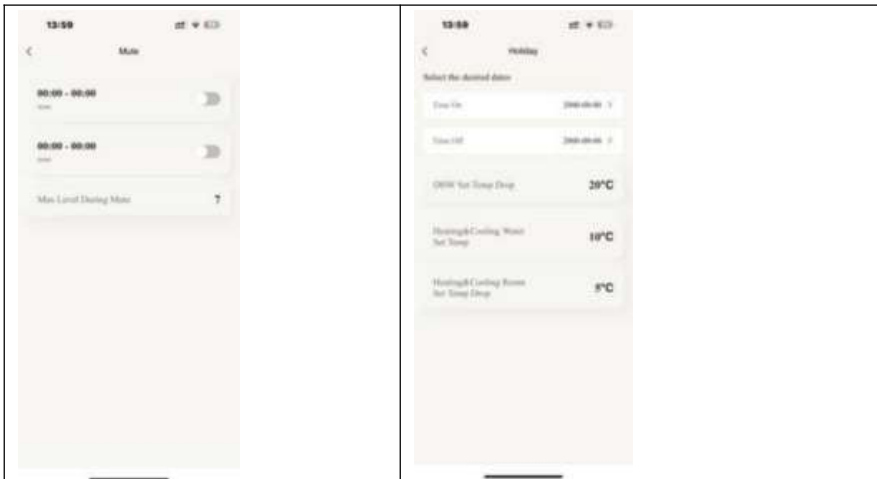 13:59
Mute
00:00 - 00:00
00:00 - 00:00
Max Level During Mute 7
13:59
Holiday
Select the desired dates
Time On
Time Off
DHW Set Temp Drop 20°C
Heating&Cooling Water
Set Temp 10°C
Heating&Cooling Room
Set Temp Drop 5°C